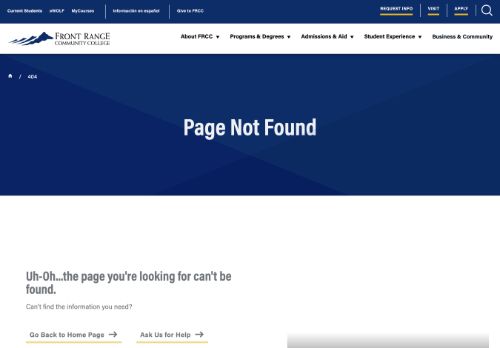 Current Students eWOLF MyCourses Información en español Give to FRCC REQUEST INFO VISIT APPLY
FRONT RANGE
COMMUNITY COLLEGE
About FRCC Programs & Degrees Admissions & Aid Student Experience Business & Community
/ 404
Page Not Found
Uh-Oh...the page you're looking for can't be
found.
Can't find the information you need?
Go Back to Home Page Ask Us for Help